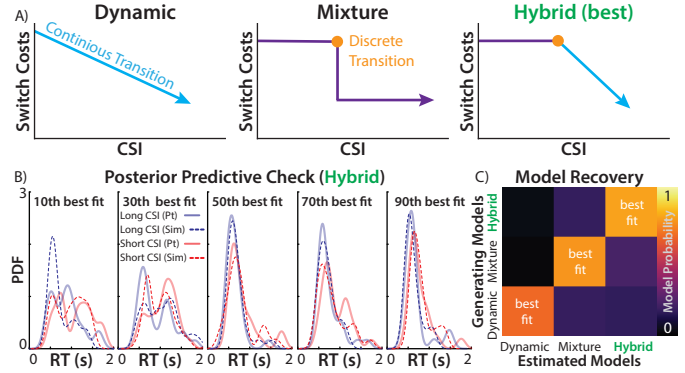 A)
Dynamic
Switch Costs
Continious Transition
CSI
Mixture
Switch Costs
Discrete
Transition
CSI
Hybrid (best)
Switch Costs
CSI
B)
Posterior Predictive Check (Hybrid)
PDF
3
0
10th best fit
30th best fit
50th best fit
70th best fit
90th best fit
Long CSI (Pt)
Long CSI (Sim)
Short CSI (Pt)
Short CSI (Sim)
0 RT (s) 2
0 RT (s) 2
0 RT (s) 2
0 RT (s) 2
0 RT (s) 2
C)
Model Recovery
Generating Models
Hybrid
Mixture
Dynamic
best
fit
best
fit
best
fit
1
Model Probability
0
Dynamic Mixture Hybrid
Estimated Models